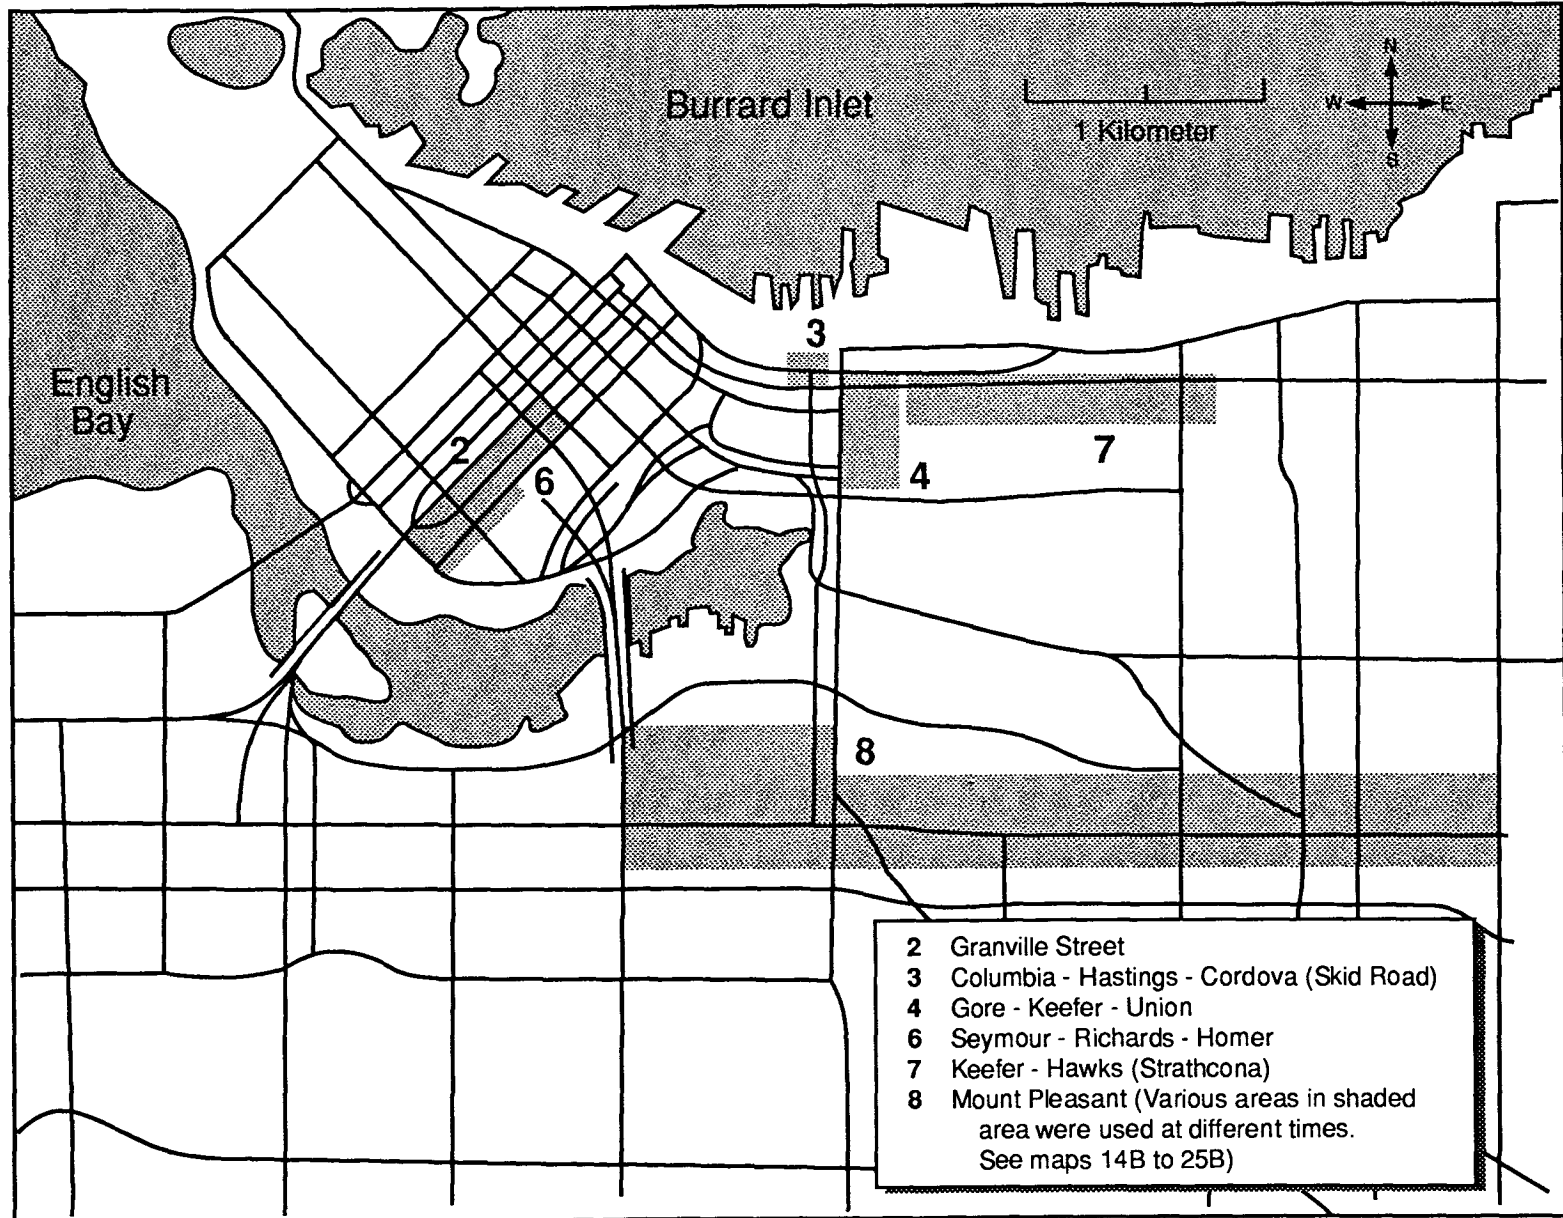 N
Burrard Inlet
W
E
1 Kilometer
S
3
English
Bay
2
7
6
4
8
2 Granville Street
3 Columbia - Hastings - Cordova (Skid Road)
4 Gore - Keefer - Union
6 Seymour - Richards - Homer
7 Keefer - Hawks (Strathcona)
8 Mount Pleasant (Various areas in shaded
area were used at different times.
See maps 14B to 25B)